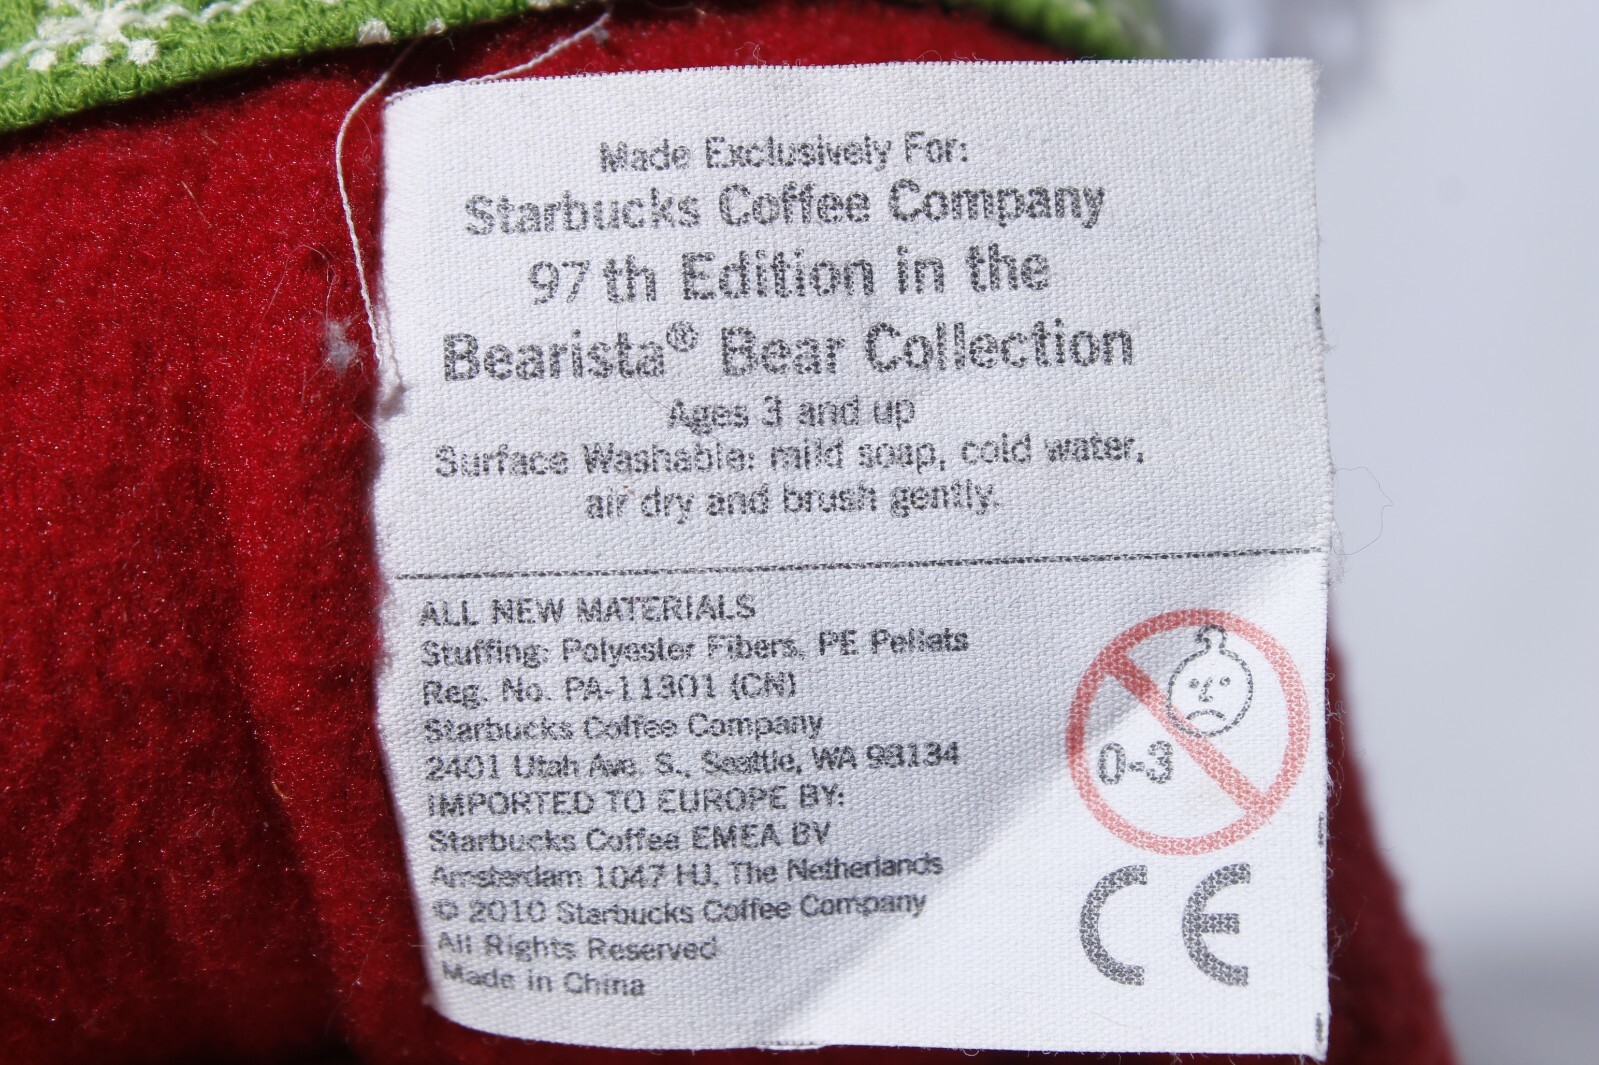 Made Exclusively For:
Starbucks Coffee Company
97th Edition in the
Bearista® Bear Collection
Ages 3 and up
Surface Washable: mild soap, cold water,
air dry and brush gently.
ALL NEW MATERIALS
Stuffing: Polyester Fibers, PE Pellets
Reg. No. PA-11301 (CN)
Starbucks Coffee Company
2401 Utah Ave. S., Seattle, WA 98134
IMPORTED TO EUROPE BY:
Starbucks Coffee EMEA BV
Amsterdam 1047 HJ, The Netherlands
© 2010 Starbucks Coffee Company
All Rights Reserved
Made in China
0-3
CE